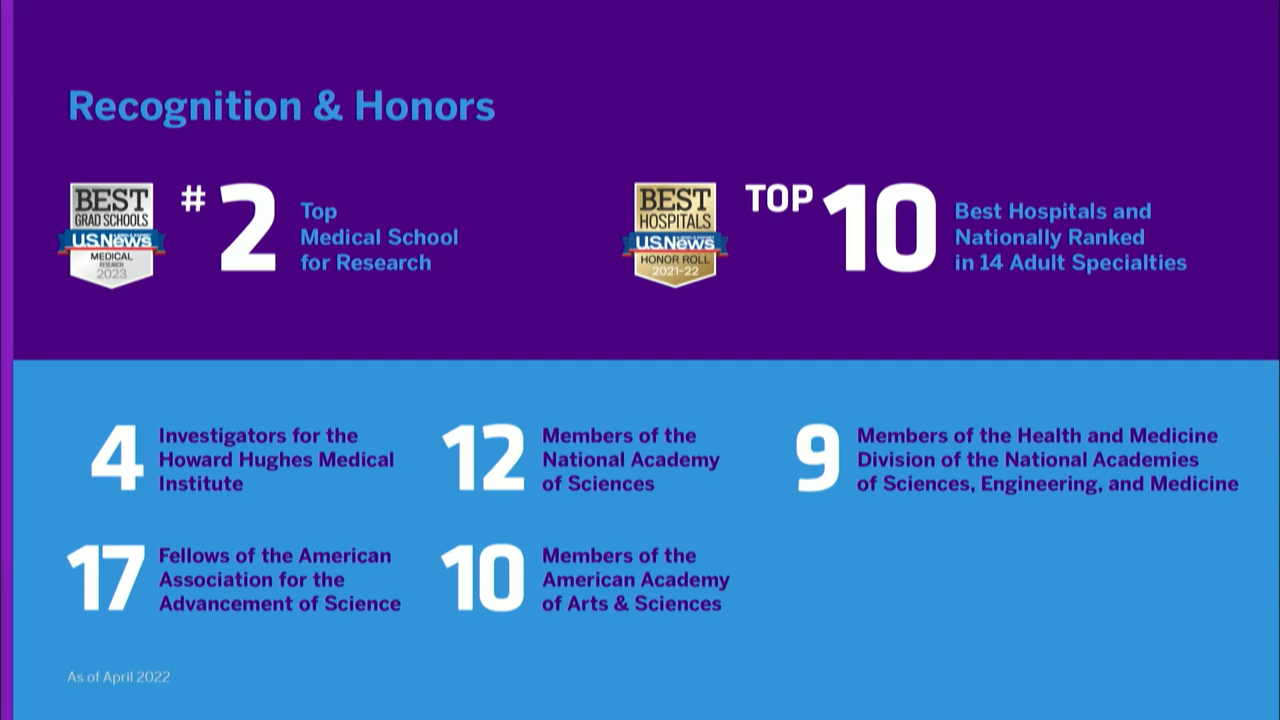 Recognition & Honors
BEST
GRAD SCHOOLS
U.S.News
MEDICAL
RESEARCH
2023
#2
Top
Medical School
for Research
BEST
HOSPITALS
U.S.News
HONOR ROLL
2021-22
TOP 10
Best Hospitals and
Nationally Ranked
in 14 Adult Specialties
4
Investigators for the
Howard Hughes Medical
Institute
12
Members of the
National Academy
of Sciences
9
Members of the Health and Medicine
Division of the National Academies
of Sciences, Engineering, and Medicine
17
Fellows of the American
Association for the
Advancement of Science
10
Members of the
American Academy
of Arts & Sciences
As of April 2022